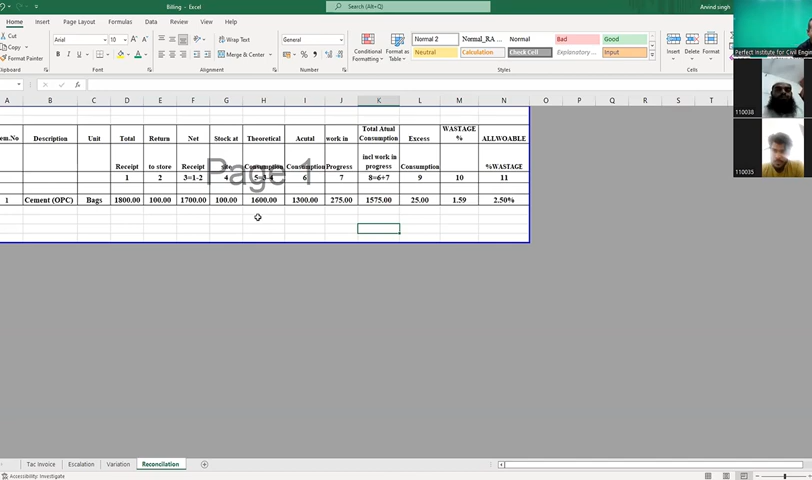 Billing - Excel
Search (Alt+Q)
Arvind singh
Home Insert Page Layout Formulas Data Review View Help
Cut
Copy
Format Painter
Clipboard
Arial 10
B I U
Font
Wrap Text
Merge & Center
Alignment
General
Number
Conditional Formatting
Format as Table
Normal 2 Normal_RA ... Normal Bad Good
Neutral Calculation Check Cell Explanatory ... Input
Styles
Insert Delete Format
Cells
Perfect Institute for Civil Engin
110038
110035
A B C D E F G H I J K L M N O P Q R S T
em.No Description Unit Total Return Net Stock at Theoretical Acutal work in Total Atual Consumption Excess WASTAGE % ALLWOABLE
Receipt to store Receipt site Consumption Consumption Progress incl work in progress Consumption %WASTAGE
1 2 3=1-2 4 5=3-4 6 7 8=6+7 9 10 11
Page 1
1 Cement (OPC) Bags 1800.00 100.00 1700.00 100.00 1600.00 1300.00 275.00 1575.00 25.00 1.59 2.50%
Tac Invoice Escalation Variation Reconcilation
Accessibility: Investigate